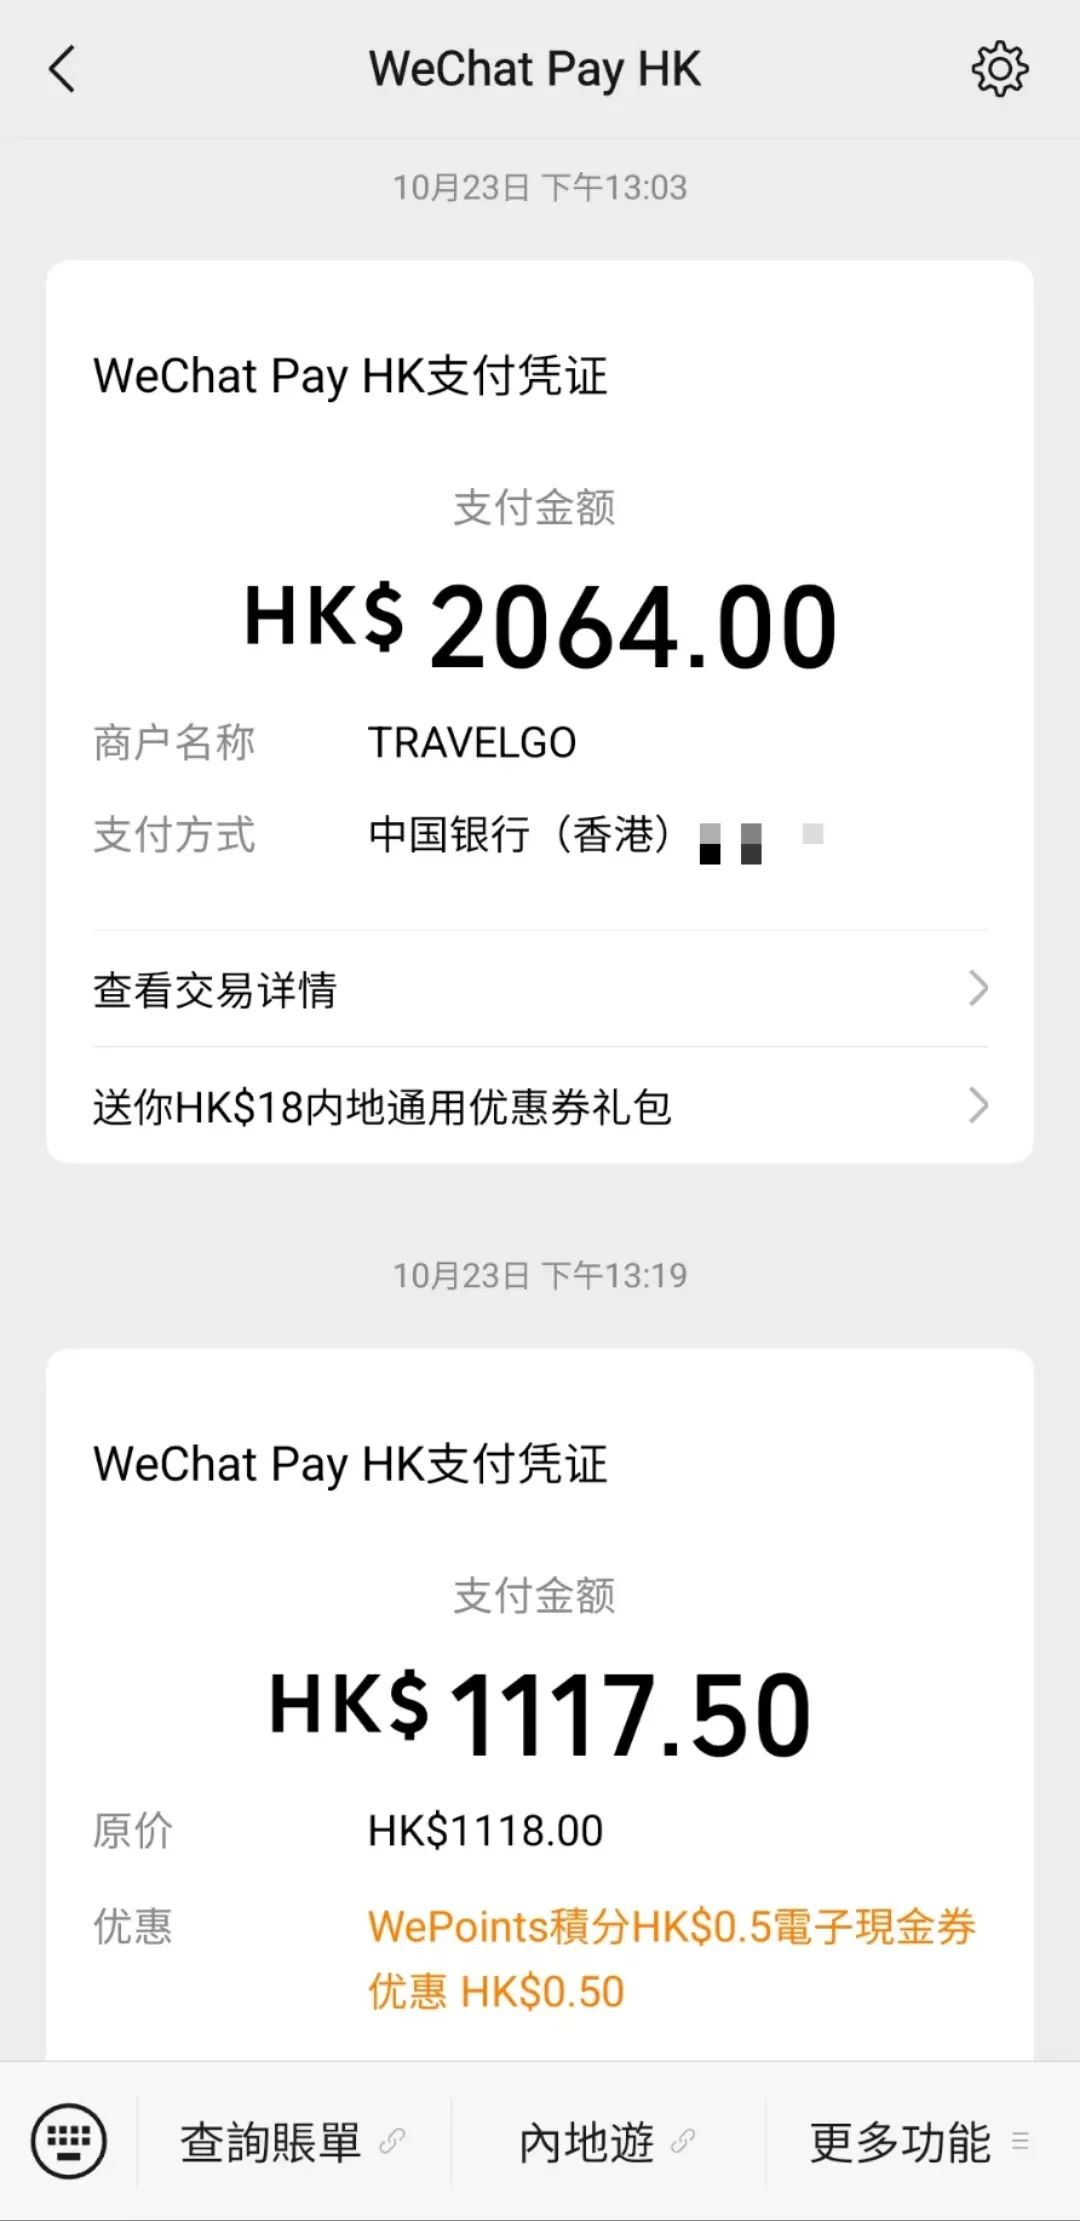 WeChat Pay HK
10月23日 下午13:03
WeChat Pay HK支付凭证
支付金额
HK$ 2064.00
商户名称 TRAVELGO
支付方式 中国银行（香港）
查看交易详情
送你HK$18内地通用优惠券礼包
10月23日 下午13:19
WeChat Pay HK支付凭证
支付金额
HK$ 1117.50
原价 HK$1118.00
优惠 WePoints積分HK$0.5電子現金券
优惠 HK$0.50
查詢賬單 內地遊 更多功能